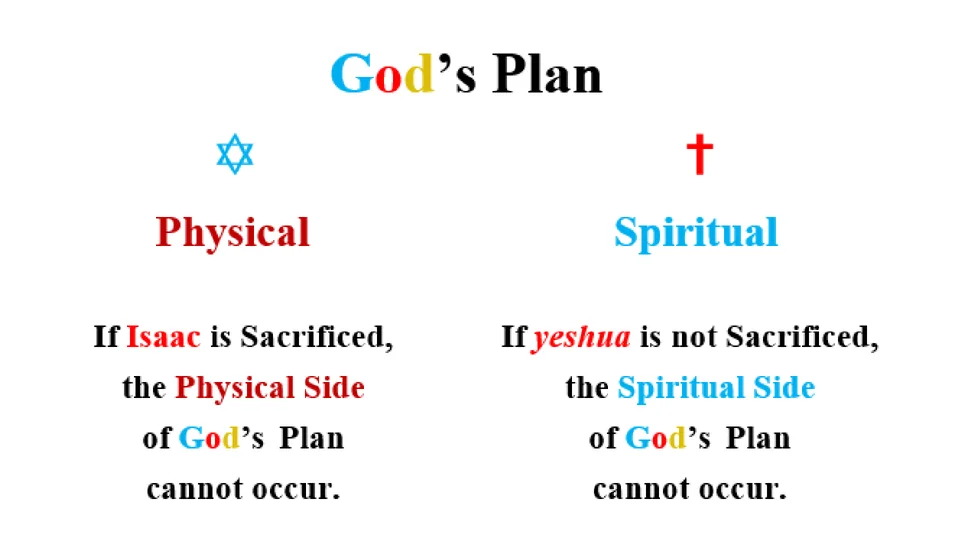 God’s Plan
Physical
If Isaac is Sacrificed,
the Physical Side
of God’s Plan
cannot occur.
Spiritual
If yeshua is not Sacrificed,
the Spiritual Side
of God’s Plan
cannot occur.